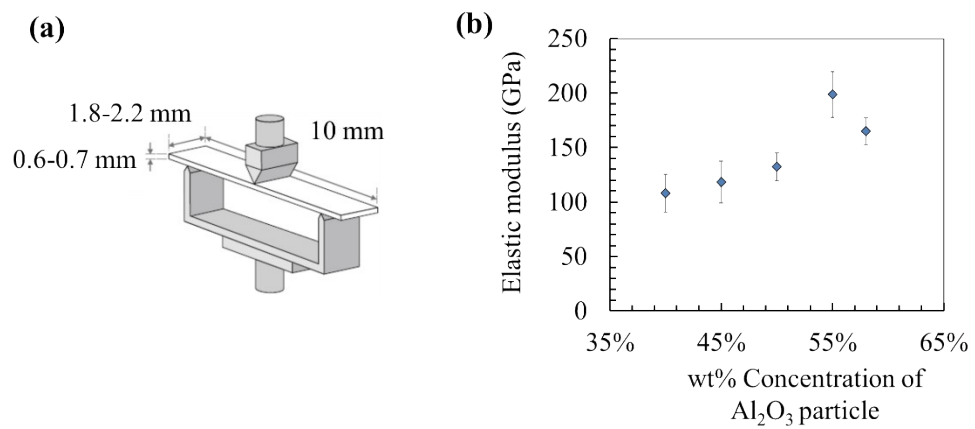 (a)
1.8-2.2 mm
10 mm
0.6-0.7 mm
(b)
Elastic modulus (GPa)
250
200
150
100
50
0
35%
45%
55%
65%
wt% Concentration of
Al₂O₃ particle